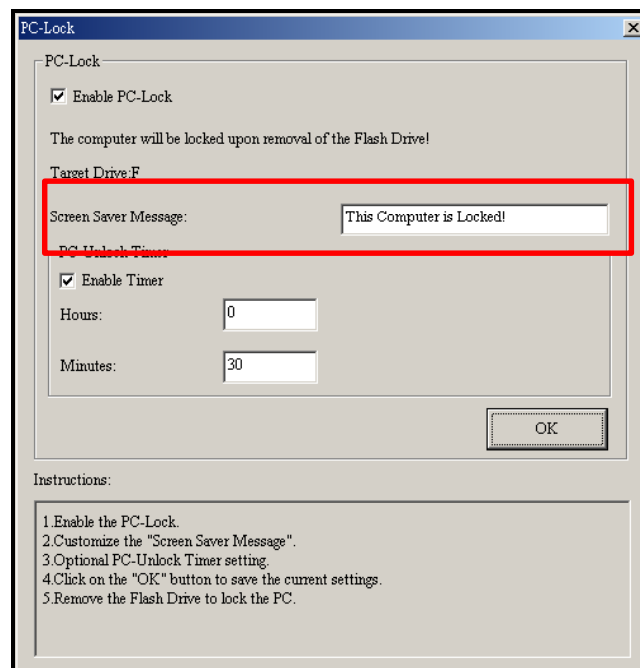 PC-Lock
PC-Lock
Enable PC-Lock
The computer will be locked upon removal of the Flash Drive!
Target Drive:F
Screen Saver Message:
This Computer is Locked!
PC-Unlock Timer
Enable Timer
Hours:
0
Minutes:
30
OK
Instructions:
1.Enable the PC-Lock.
2.Customize the "Screen Saver Message".
3.Optional PC-Unlock Timer setting.
4.Click on the "OK" button to save the current settings.
5.Remove the Flash Drive to lock the PC.